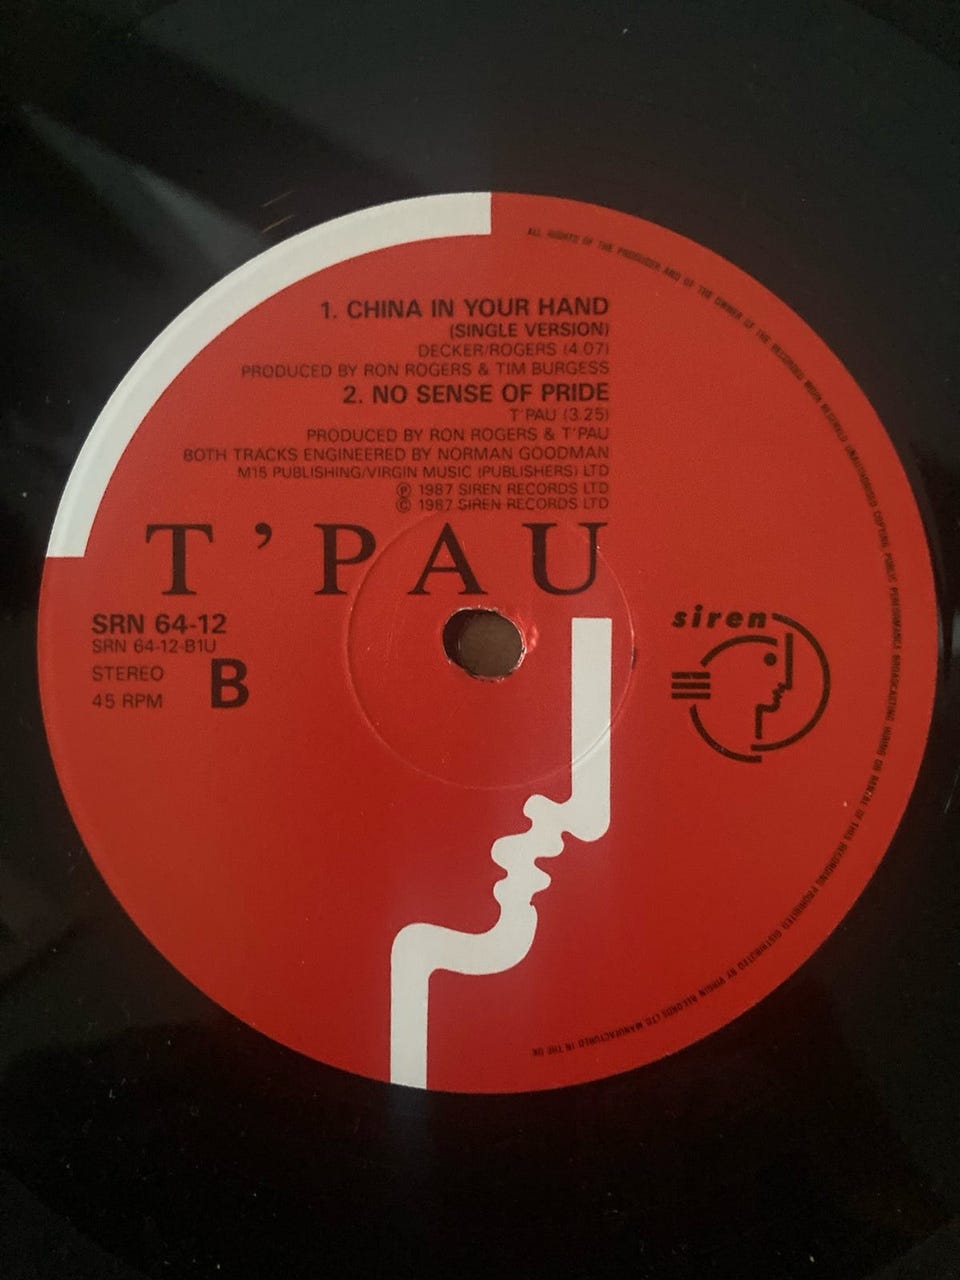 1. CHINA IN YOUR HAND
(SINGLE VERSION)
DECKER/ROGERS (4.07)
PRODUCED BY RON ROGERS & TIM BURGESS
2. NO SENSE OF PRIDE
T'PAU (3.25)
PRODUCED BY RON ROGERS & T'PAU
BOTH TRACKS ENGINEERED BY NORMAN GOODMAN
M15 PUBLISHING/VIRGIN MUSIC (PUBLISHERS) LTD
℗ 1987 SIREN RECORDS LTD
© 1987 SIREN RECORDS LTD
T'PAU
SRN 64-12
SRN 64-12-B1U
STEREO
45 RPM
B
siren
ALL RIGHTS OF THE PRODUCER AND OF THE OWNER OF THE RECORDED WORK RESERVED UNAUTHORISED COPYING PUBLIC PERFORMANCE BROADCASTING HIRING OR RENTAL OF THIS RECORDING PROHIBITED DISTRIBUTED BY VIRGIN RECORDS LTD. MANUFACTURED IN THE UK